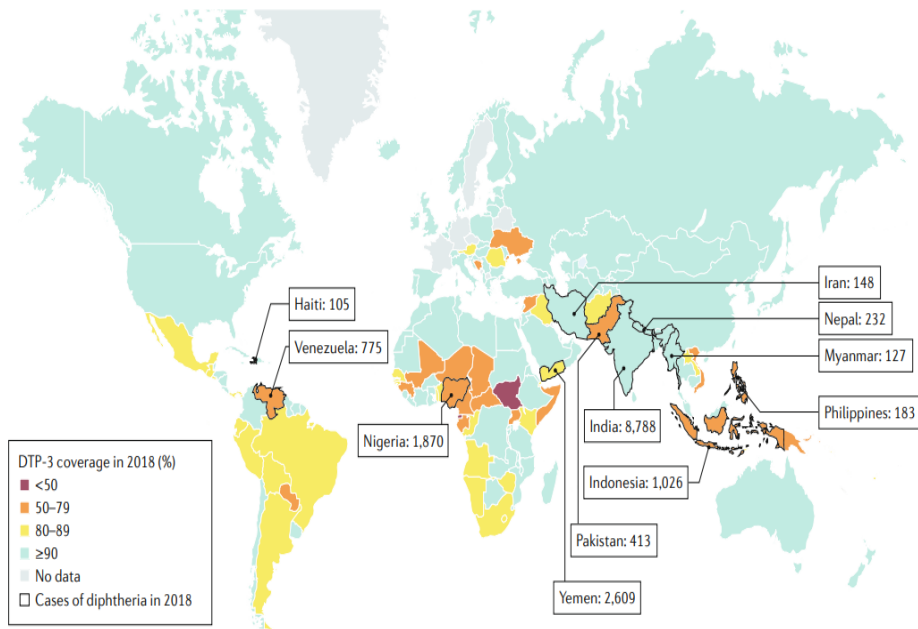 Iran: 148
Haiti: 105
Nepal: 232
Venezuela: 775
Myanmar: 127
Philippines: 183
India: 8,788
Nigeria: 1,870
DTP-3 coverage in 2018 (%)
<50
Indonesia: 1,026
50–79
80–89
Pakistan: 413
≥90
No data
Yemen: 2,609
Cases of diphtheria in 2018